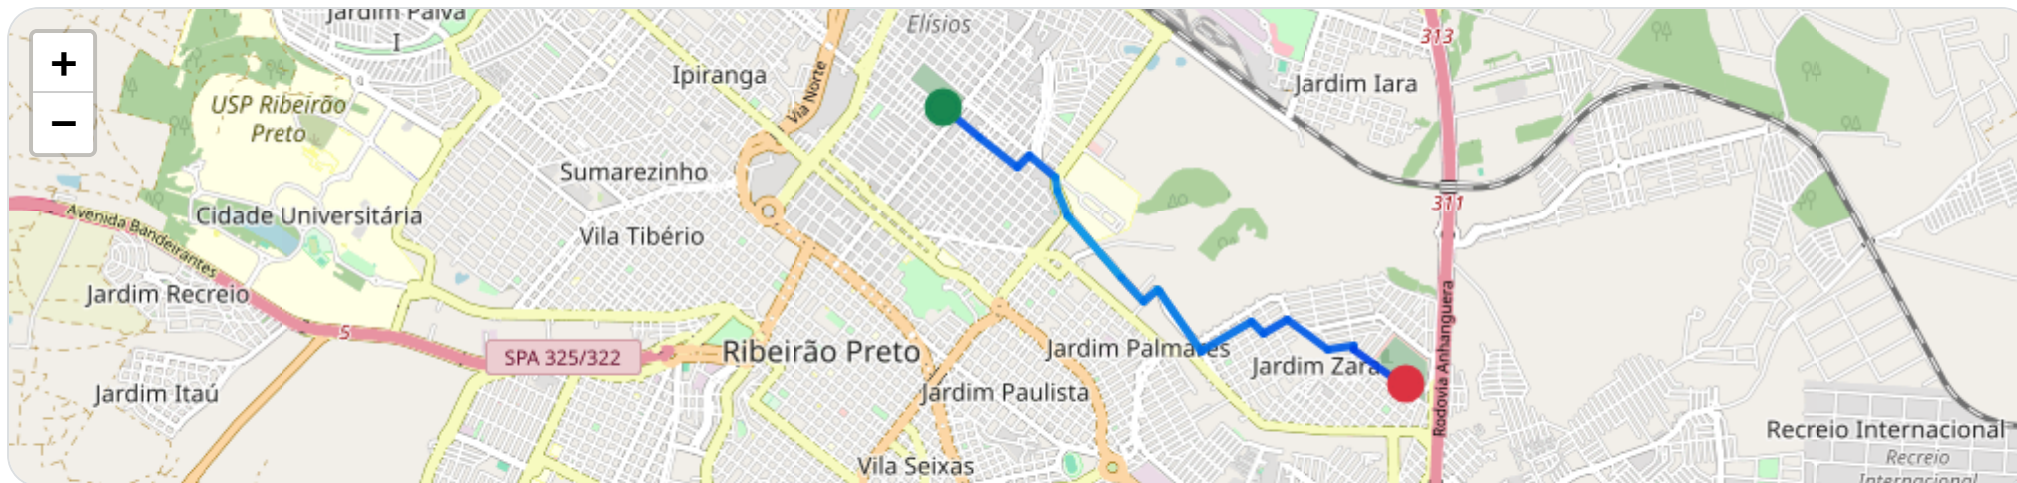 Jardim Paiva
I
Elísios
313
+
−
Ipiranga
Via Norte
Jardim Iara
USP Ribeirão
Preto
Sumarezinho
311
Avenida Bandeirantes
Cidade Universitária
Vila Tibério
Jardim Recreio
5
SPA 325/322
Ribeirão Preto
Jardim Palmares
Jardim Zara
Rodovia Anhanguera
Jardim Itaú
Jardim Paulista
Recreio Internacional
Vila Seixas
Recreio
Internacional